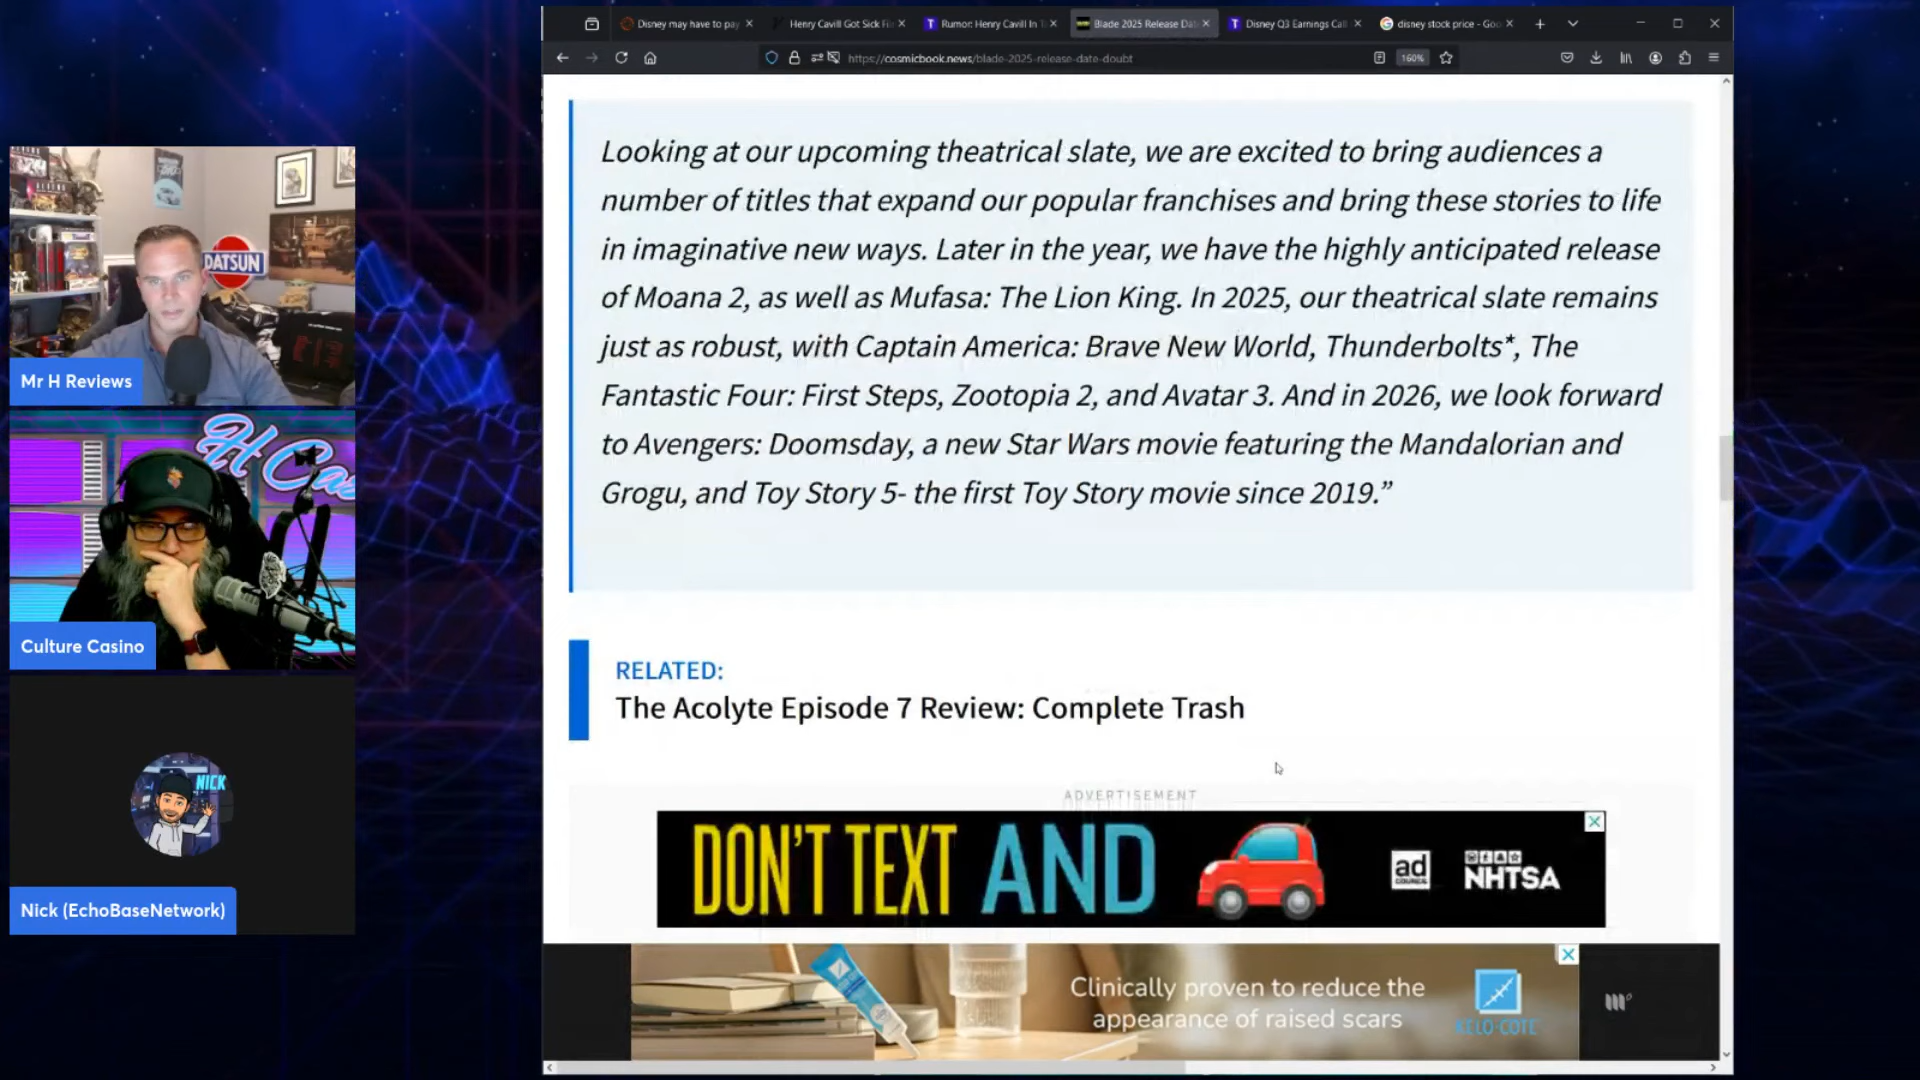 Disney may have to pay
Henry Cavill Got Sick Fi
Rumor: Henry Cavill In T
Blade 2025 Release Dat
Disney Q3 Earnings Call
disney stock price - Goo
https://cosmicbook.news/blade-2025-release-date-doubt
160%
Looking at our upcoming theatrical slate, we are excited to bring audiences a
number of titles that expand our popular franchises and bring these stories to life
in imaginative new ways. Later in the year, we have the highly anticipated release
of Moana 2, as well as Mufasa: The Lion King. In 2025, our theatrical slate remains
just as robust, with Captain America: Brave New World, Thunderbolts*, The
Fantastic Four: First Steps, Zootopia 2, and Avatar 3. And in 2026, we look forward
to Avengers: Doomsday, a new Star Wars movie featuring the Mandalorian and
Grogu, and Toy Story 5- the first Toy Story movie since 2019.”
RELATED:
The Acolyte Episode 7 Review: Complete Trash
ADVERTISEMENT
DON'T TEXT AND
ad
COUNCIL
NHTSA
Clinically proven to reduce the
appearance of raised scars
KELO-COTE
DATSUN
Mr H Reviews
H Cas
Culture Casino
NICK
Nick (EchoBaseNetwork)